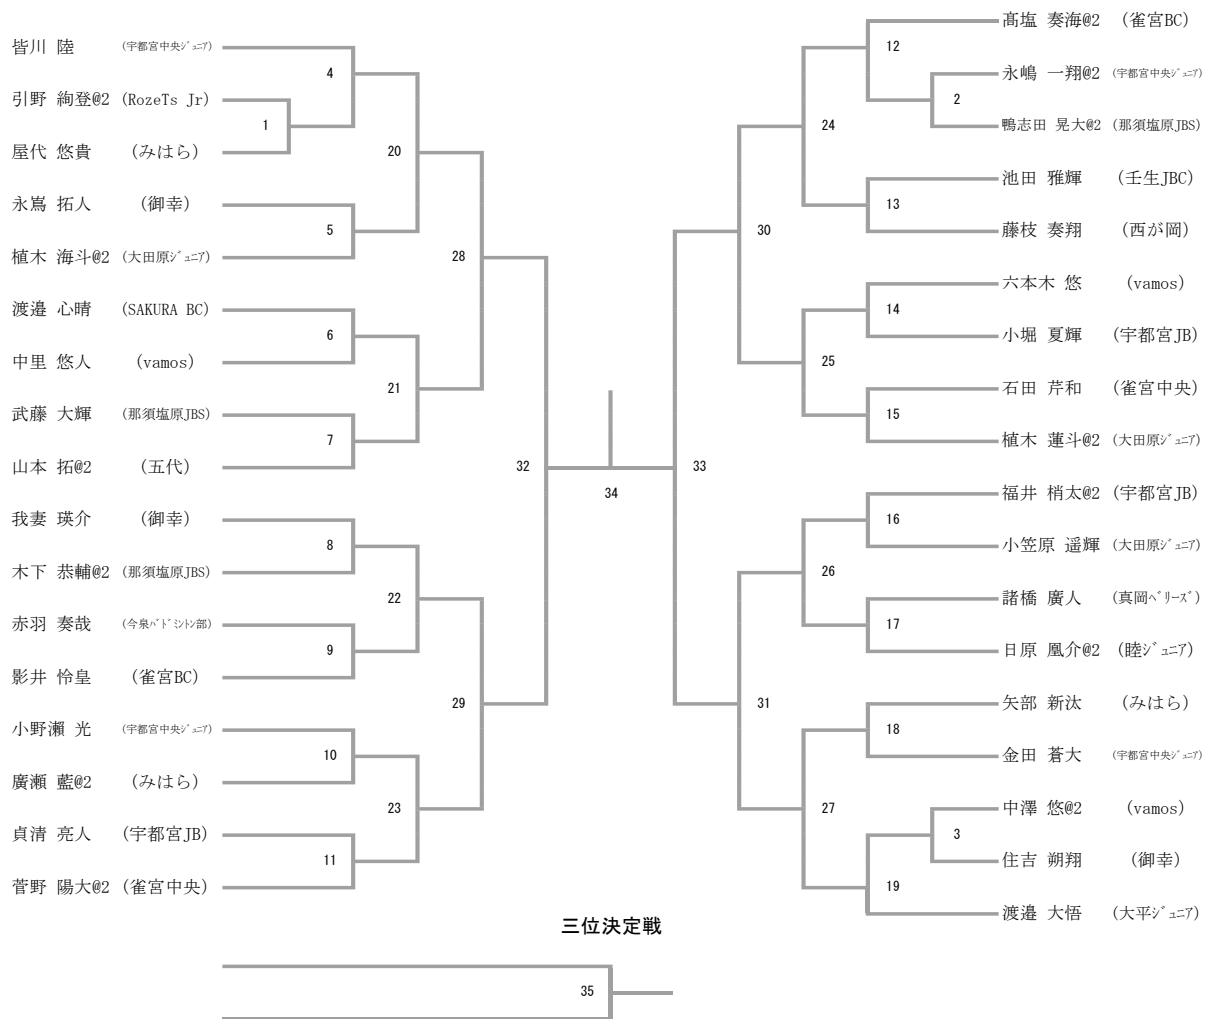 皆川 陸 (宇都宮中央ｼﾞｭﾆｱ)
4
引野 絢登@2 (RozeTs Jr)
1
屋代 悠貴 (みはら)
20
永嶌 拓人 (御幸)
5
植木 海斗@2 (大田原ｼﾞｭﾆｱ)
28
渡邉 心晴 (SAKURA BC)
6
中里 悠人 (vamos)
21
武藤 大輝 (那須塩原JBS)
7
山本 拓@2 (五代)
32
我妻 瑛介 (御幸)
8
木下 恭輔@2 (那須塩原JBS)
22
赤羽 奏哉 (今泉ﾊﾞﾄﾞﾐﾝﾄﾝ部)
9
影井 怜皇 (雀宮BC)
29
小野瀬 光 (宇都宮中央ｼﾞｭﾆｱ)
10
廣瀬 藍@2 (みはら)
23
貞清 亮人 (宇都宮JB)
11
菅野 陽大@2 (雀宮中央)
34
髙塩 奏海@2 (雀宮BC)
12
永嶋 一翔@2 (宇都宮中央ｼﾞｭﾆｱ)
2
鴨志田 晃大@2 (那須塩原JBS)
24
池田 雅輝 (壬生JBC)
13
藤枝 奏翔 (西が岡)
30
六本木 悠 (vamos)
14
小堀 夏輝 (宇都宮JB)
25
石田 芹和 (雀宮中央)
15
植木 蓮斗@2 (大田原ｼﾞｭﾆｱ)
33
福井 梢太@2 (宇都宮JB)
16
小笠原 遥輝 (大田原ｼﾞｭﾆｱ)
26
諸橋 廣人 (真岡ﾍﾞﾘｰｽﾞ)
17
日原 凰介@2 (睦ｼﾞｭﾆｱ)
31
矢部 新汰 (みはら)
18
金田 蒼大 (宇都宮中央ｼﾞｭﾆｱ)
27
中澤 悠@2 (vamos)
3
住吉 朔翔 (御幸)
19
渡邉 大悟 (大平ｼﾞｭﾆｱ)
三位決定戦
35